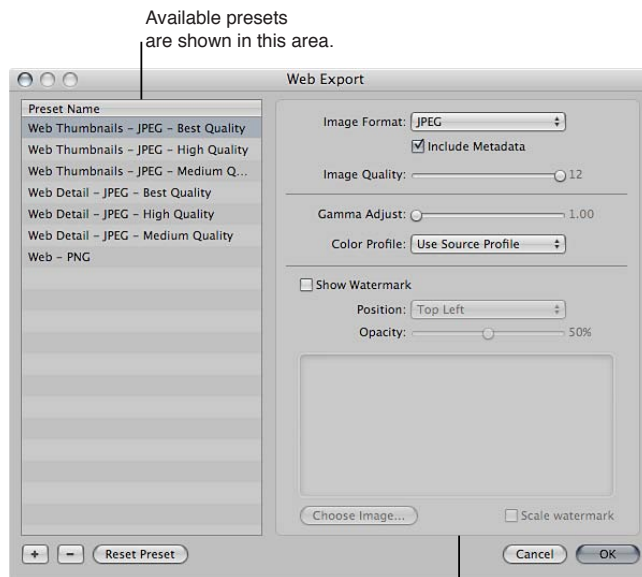 Available presets
are shown in this area.
Web Export
Preset Name
Web Thumbnails – JPEG – Best Quality
Web Thumbnails – JPEG – High Quality
Web Thumbnails – JPEG – Medium Q...
Web Detail – JPEG – Best Quality
Web Detail – JPEG – High Quality
Web Detail – JPEG – Medium Quality
Web – PNG
Image Format: JPEG
Include Metadata
Image Quality: 12
Gamma Adjust: 1.00
Color Profile: Use Source Profile
Show Watermark
Position: Top Left
Opacity: 50%
Choose Image... Scale watermark
+ − Reset Preset Cancel OK